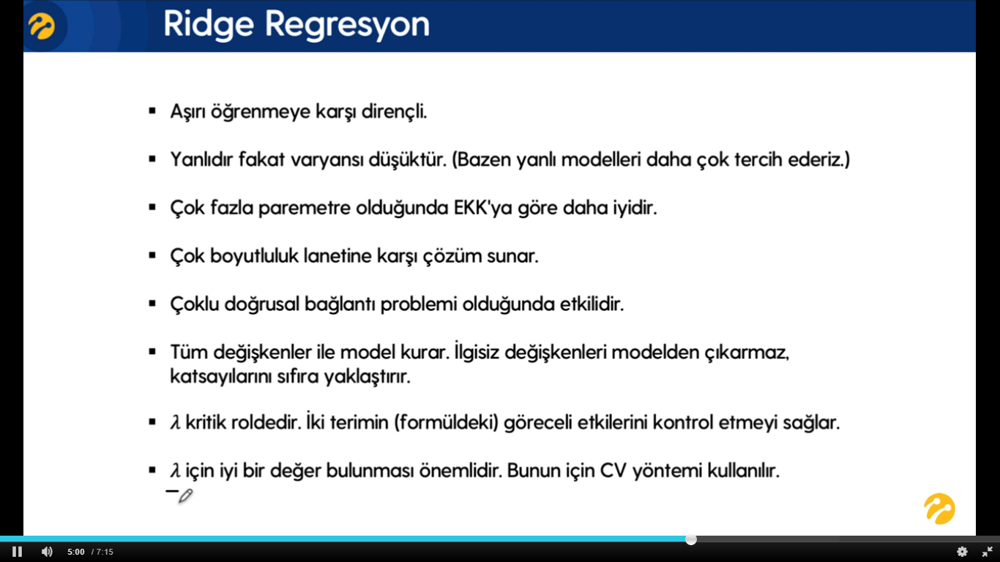 Ridge Regresyon
▪ Aşırı öğrenmeye karşı dirençli.
▪ Yanlıdır fakat varyansı düşüktür. (Bazen yanlı modelleri daha çok tercih ederiz.)
▪ Çok fazla paremetre olduğunda EKK'ya göre daha iyidir.
▪ Çok boyutluluk lanetine karşı çözüm sunar.
▪ Çoklu doğrusal bağlantı problemi olduğunda etkilidir.
▪ Tüm değişkenler ile model kurar. İlgisiz değişkenleri modelden çıkarmaz,
katsayılarını sıfıra yaklaştırır.
▪ λ kritik roldedir. İki terimin (formüldeki) göreceli etkilerini kontrol etmeyi sağlar.
▪ λ için iyi bir değer bulunması önemlidir. Bunun için CV yöntemi kullanılır.
5:00 / 7:15